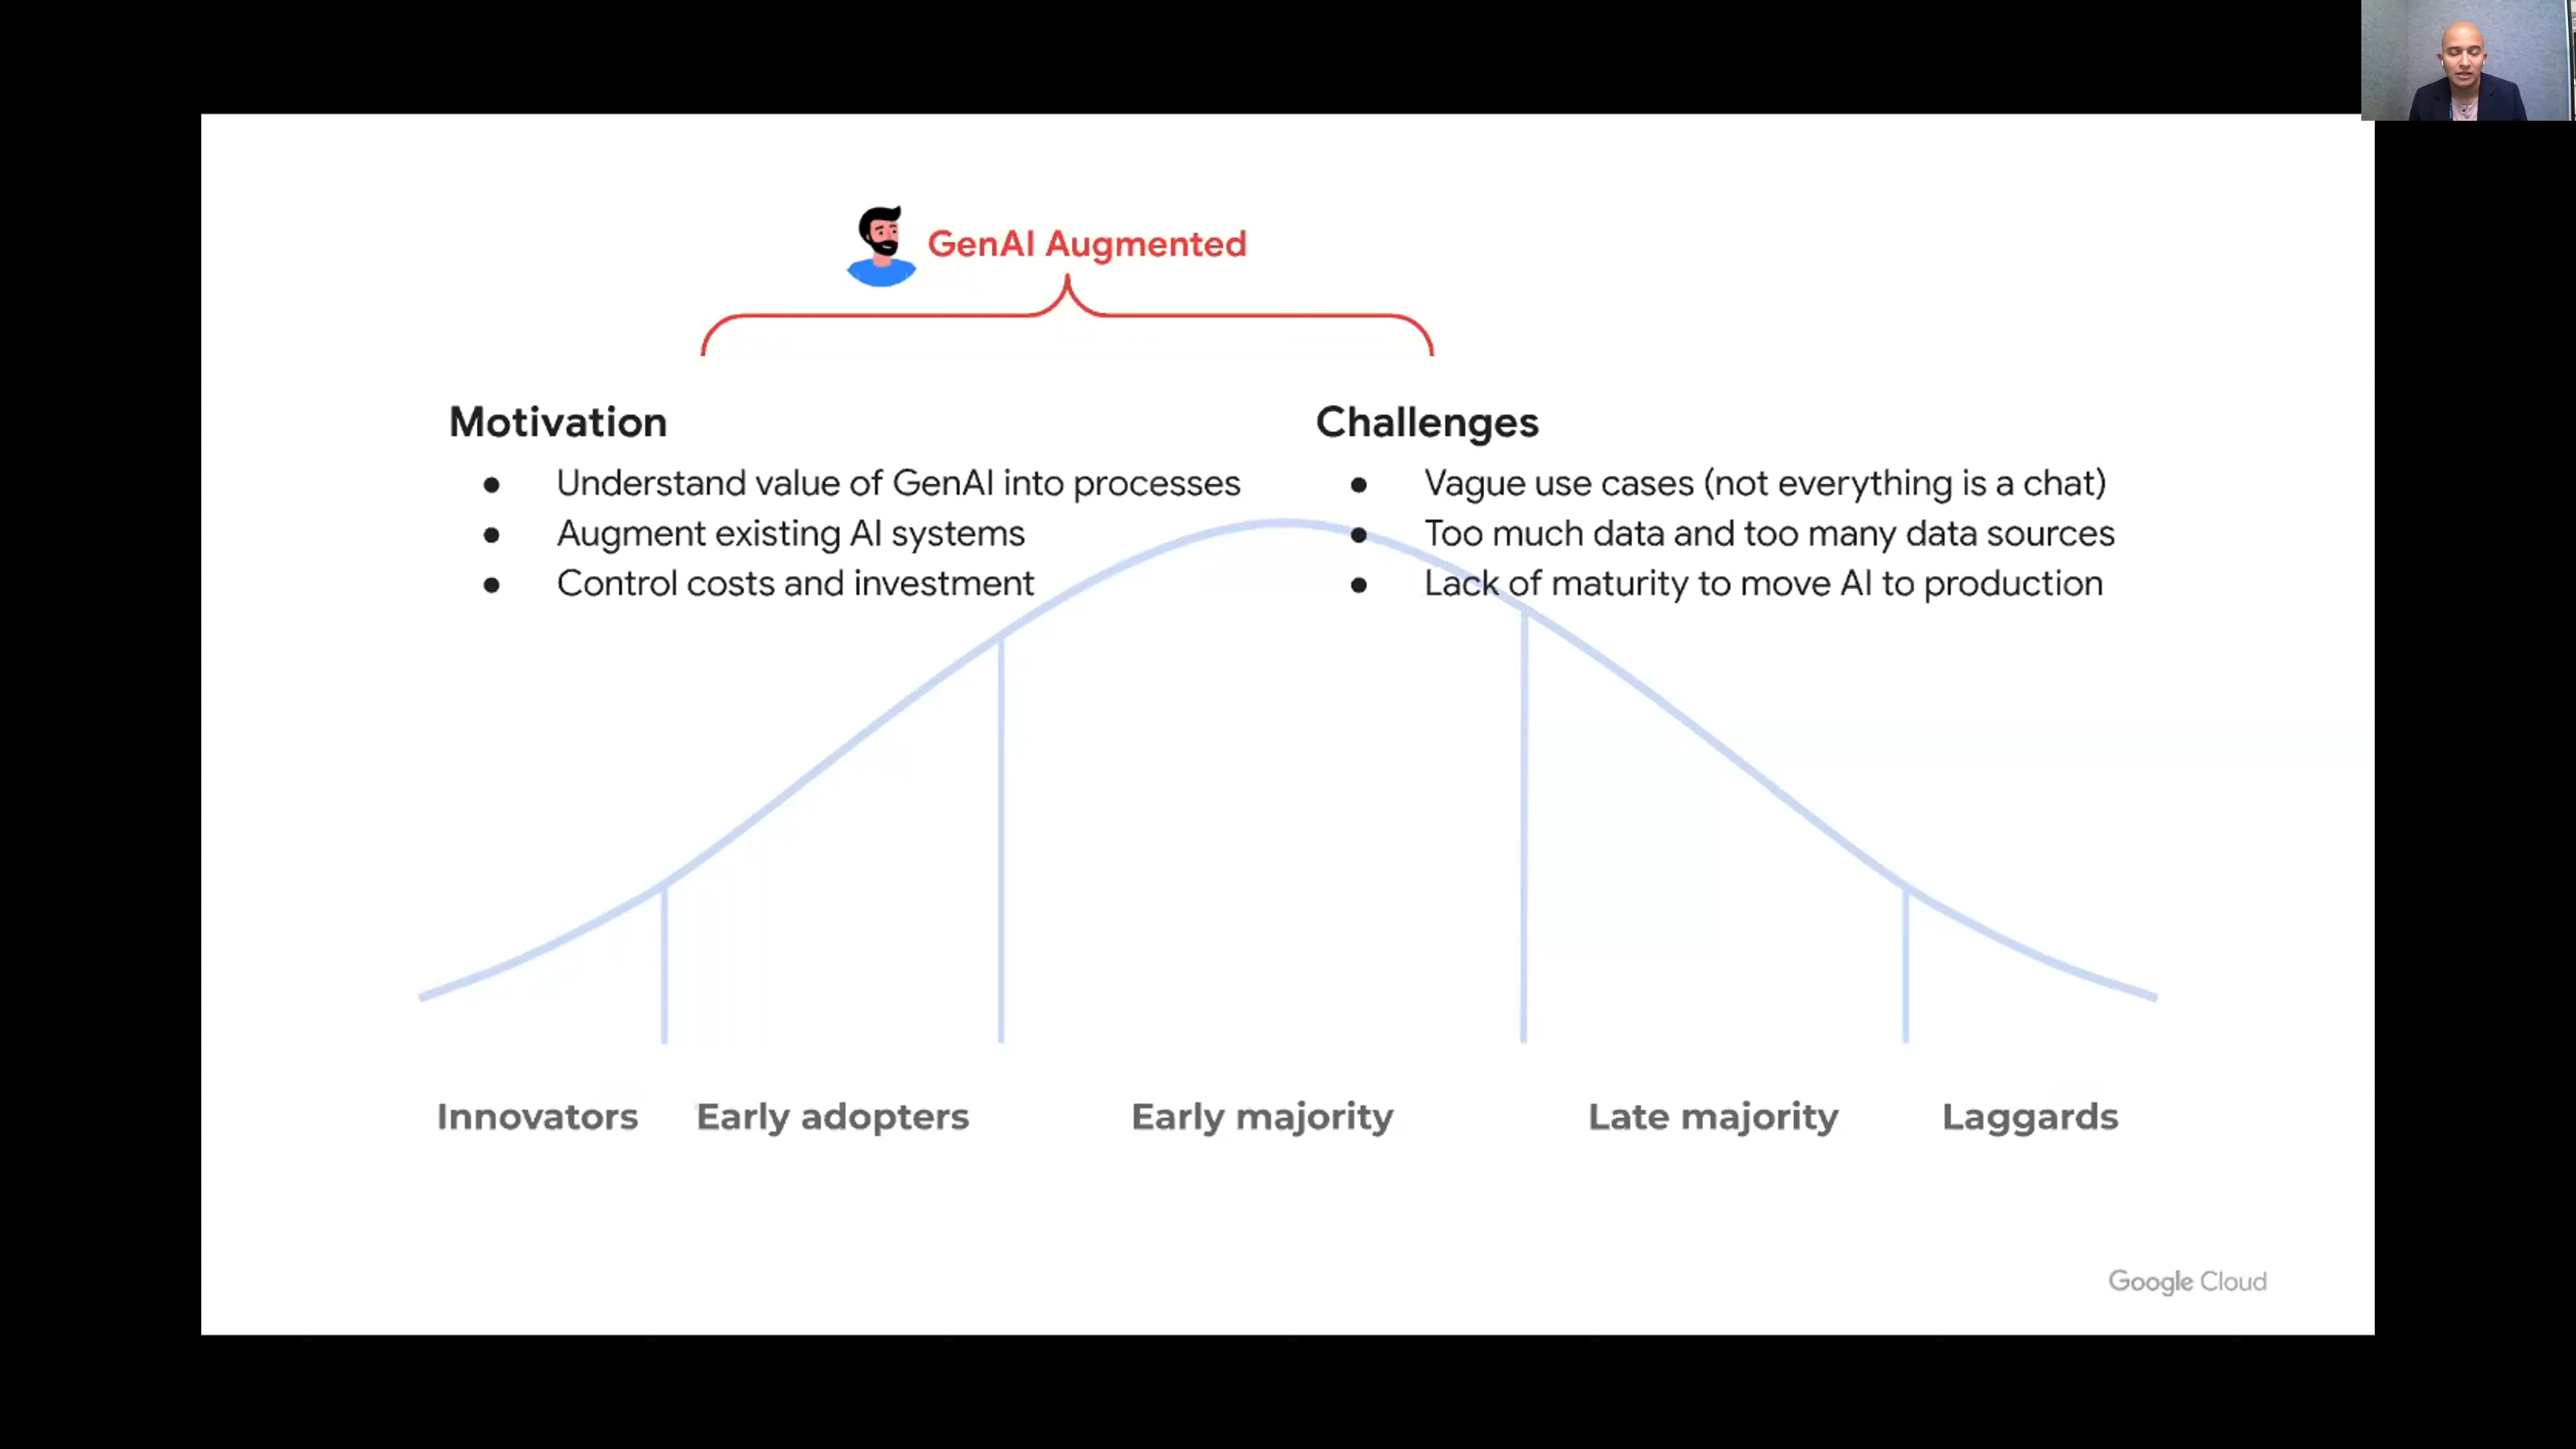 GenAI Augmented
Motivation
● Understand value of GenAI into processes
● Augment existing AI systems
● Control costs and investment
Challenges
● Vague use cases (not everything is a chat)
● Too much data and too many data sources
● Lack of maturity to move AI to production
Innovators
Early adopters
Early majority
Late majority
Laggards
Google Cloud